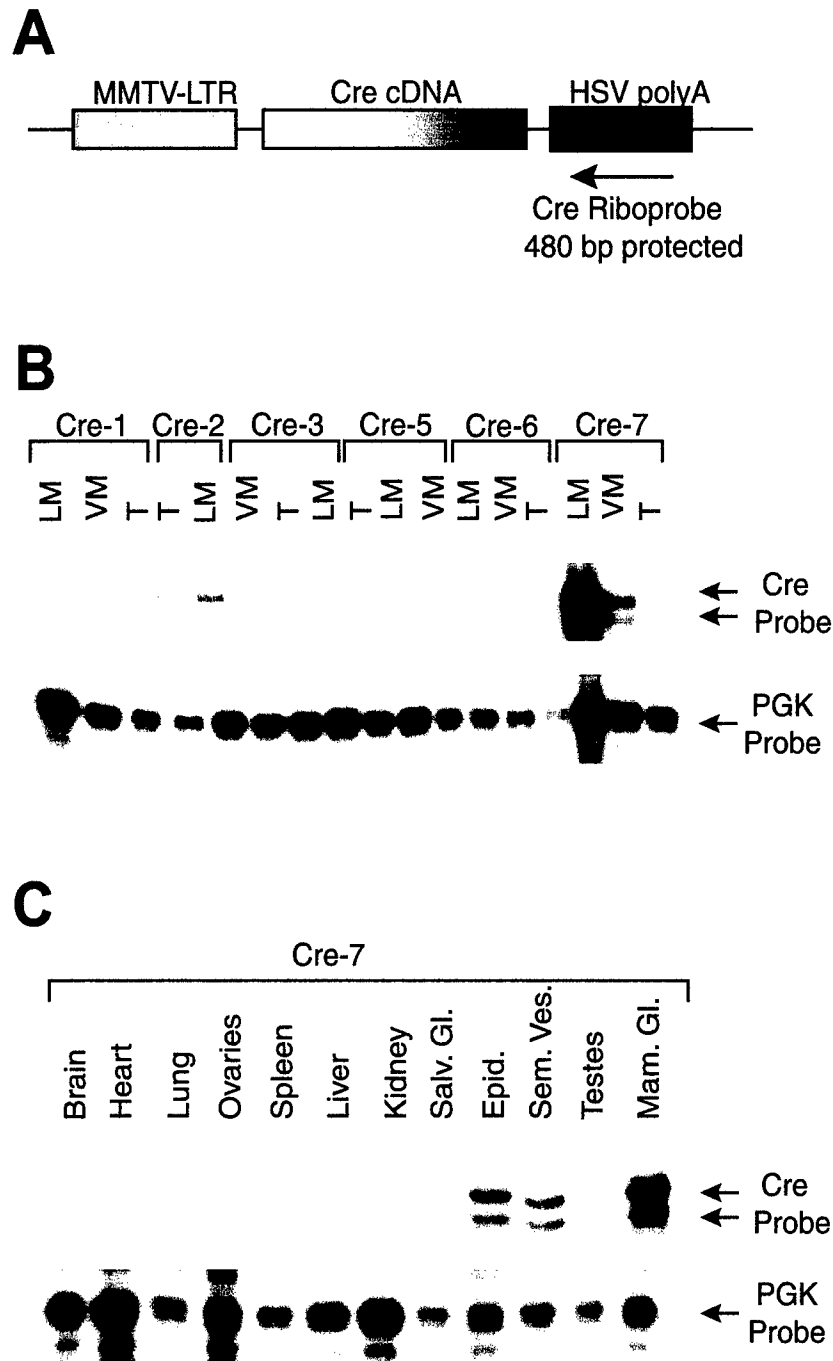 A
MMTV-LTR Cre cDNA HSV polyA
Cre Riboprobe
480 bp protected
B
Cre-1 Cre-2 Cre-3 Cre-5 Cre-6 Cre-7
LM VM T T LM VM T LM T LM VM LM VM T LM VM T
Cre
Probe
PGK
Probe
C
Cre-7
Brain Heart Lung Ovaries Spleen Liver Kidney Salv. Gl. Epid. Sem. Ves. Testes Mam. Gl.
Cre
Probe
PGK
Probe